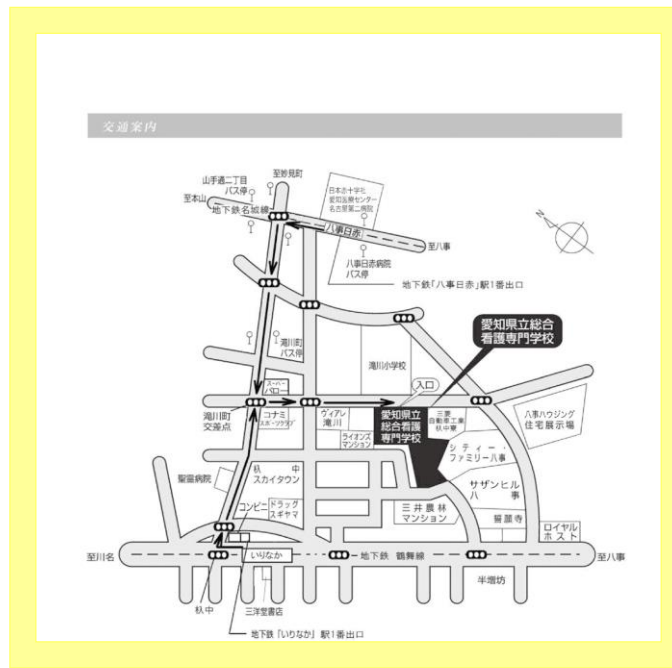 交通案内
至妙見町
山手通二丁目
バス停
至本山
地下鉄名城線
日本赤十字社
愛知医療センター
名古屋第二病院
八事日赤
至八事
八事日赤病院
バス停
地下鉄「八事日赤」駅1番出口
N
愛知県立総合
看護専門学校
滝川町
バス停
滝川小学校
入口
スーパー
バロー
滝川町
交差点
コナミ
スポーツクラブ
ヴィアレ
滝川
ライオンズ
マンション
愛知県立
総合看護
専門学校
三菱
自動車工業
杁中寮
八事ハウジング
住宅展示場
シティー・
ファミリー八事
聖霊病院
杁中
スカイタウン
サザンヒル
八事
コンビニ
ドラッグ
スギヤマ
三井農林
マンション
誓願寺
ロイヤル
ホスト
至川名
いりなか
地下鉄 鶴舞線
至八事
半増坊
杁中
三洋堂書店
地下鉄「いりなか」駅1番出口